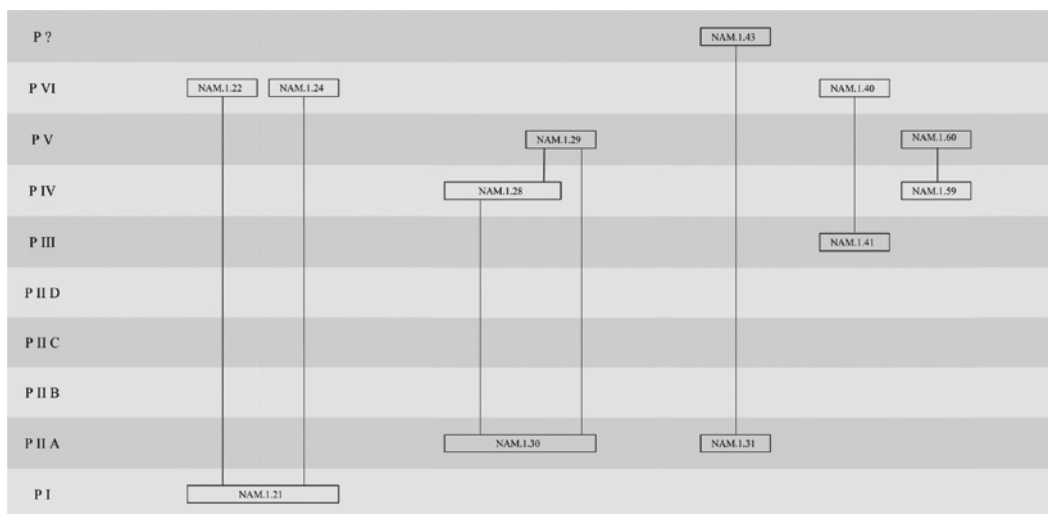 P ? NAM.1.43
P VI NAM.1.22 NAM.1.24 NAM.1.40
P V NAM.1.29 NAM.1.60
P IV NAM.1.28 NAM.1.59
P III NAM.1.41
P II D
P II C
P II B
P II A NAM.1.30 NAM.1.31
P I NAM.1.21